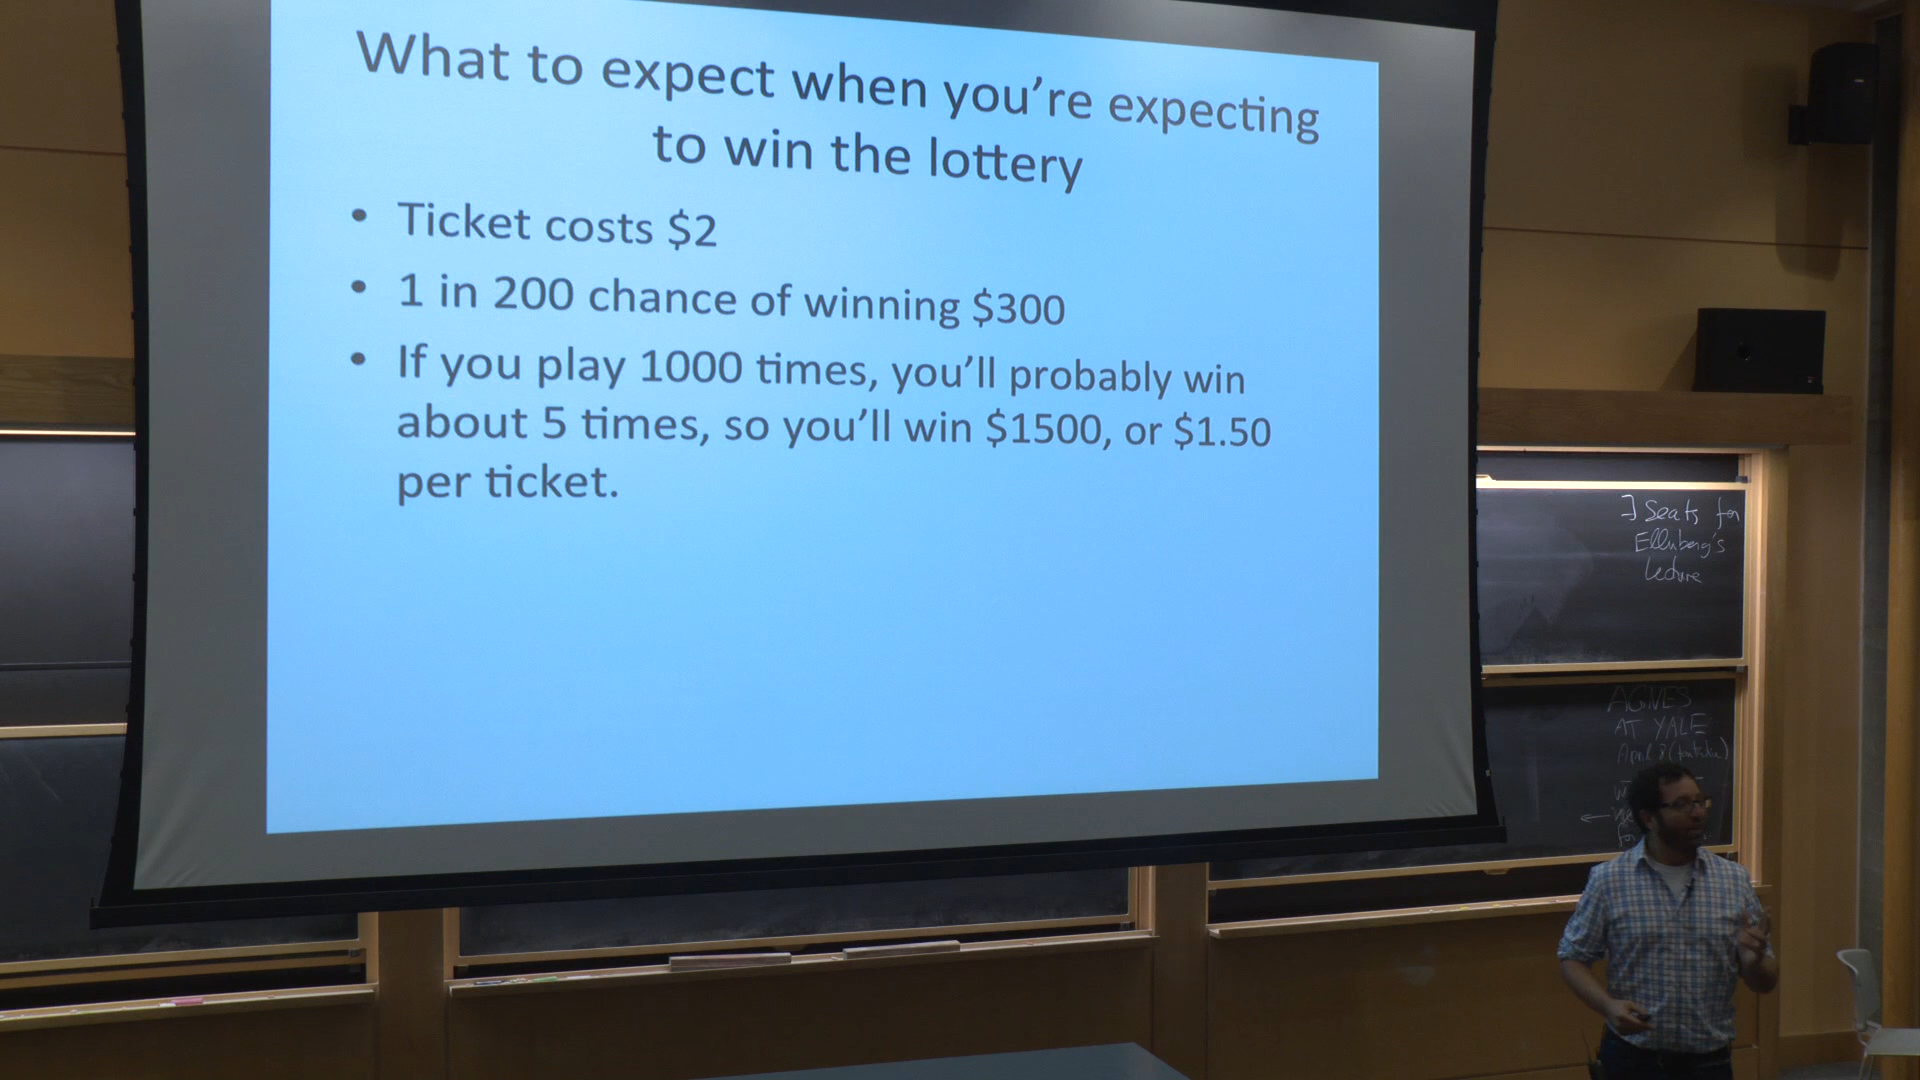 What to expect when you're expecting
to win the lottery
• Ticket costs $2
• 1 in 200 chance of winning $300
• If you play 1000 times, you'll probably win
about 5 times, so you'll win $1500, or $1.50
per ticket.
∃ Seats for
lecture
AGNES
AT YALE
April 8